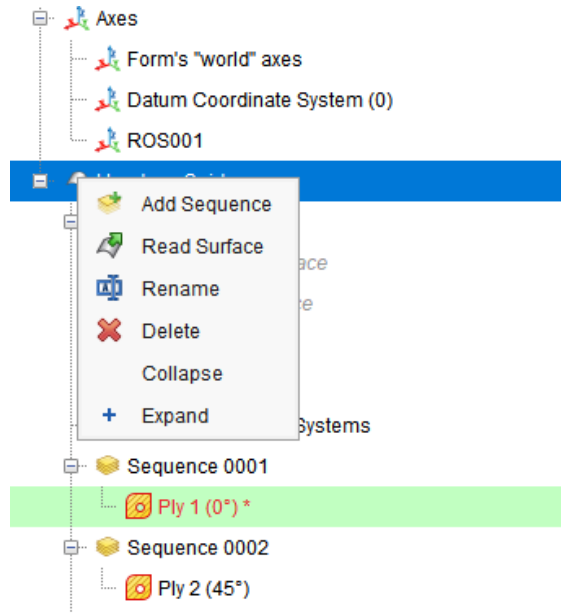 Axes
Form's "world" axes
Datum Coordinate System (0)
ROS001
Add Sequence
Read Surface
ace
Rename
e
Delete
Collapse
Expand
Systems
Sequence 0001
Ply 1 (0°) *
Sequence 0002
Ply 2 (45°)